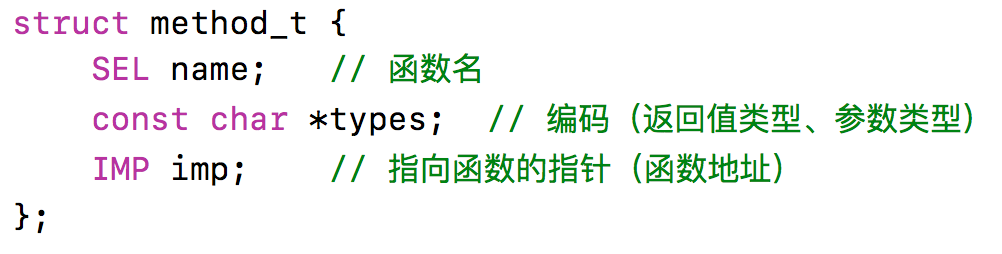 struct method_t {
    SEL name;   // 函数名
    const char *types;  // 编码（返回值类型、参数类型）
    IMP imp;    // 指向函数的指针（函数地址）
};